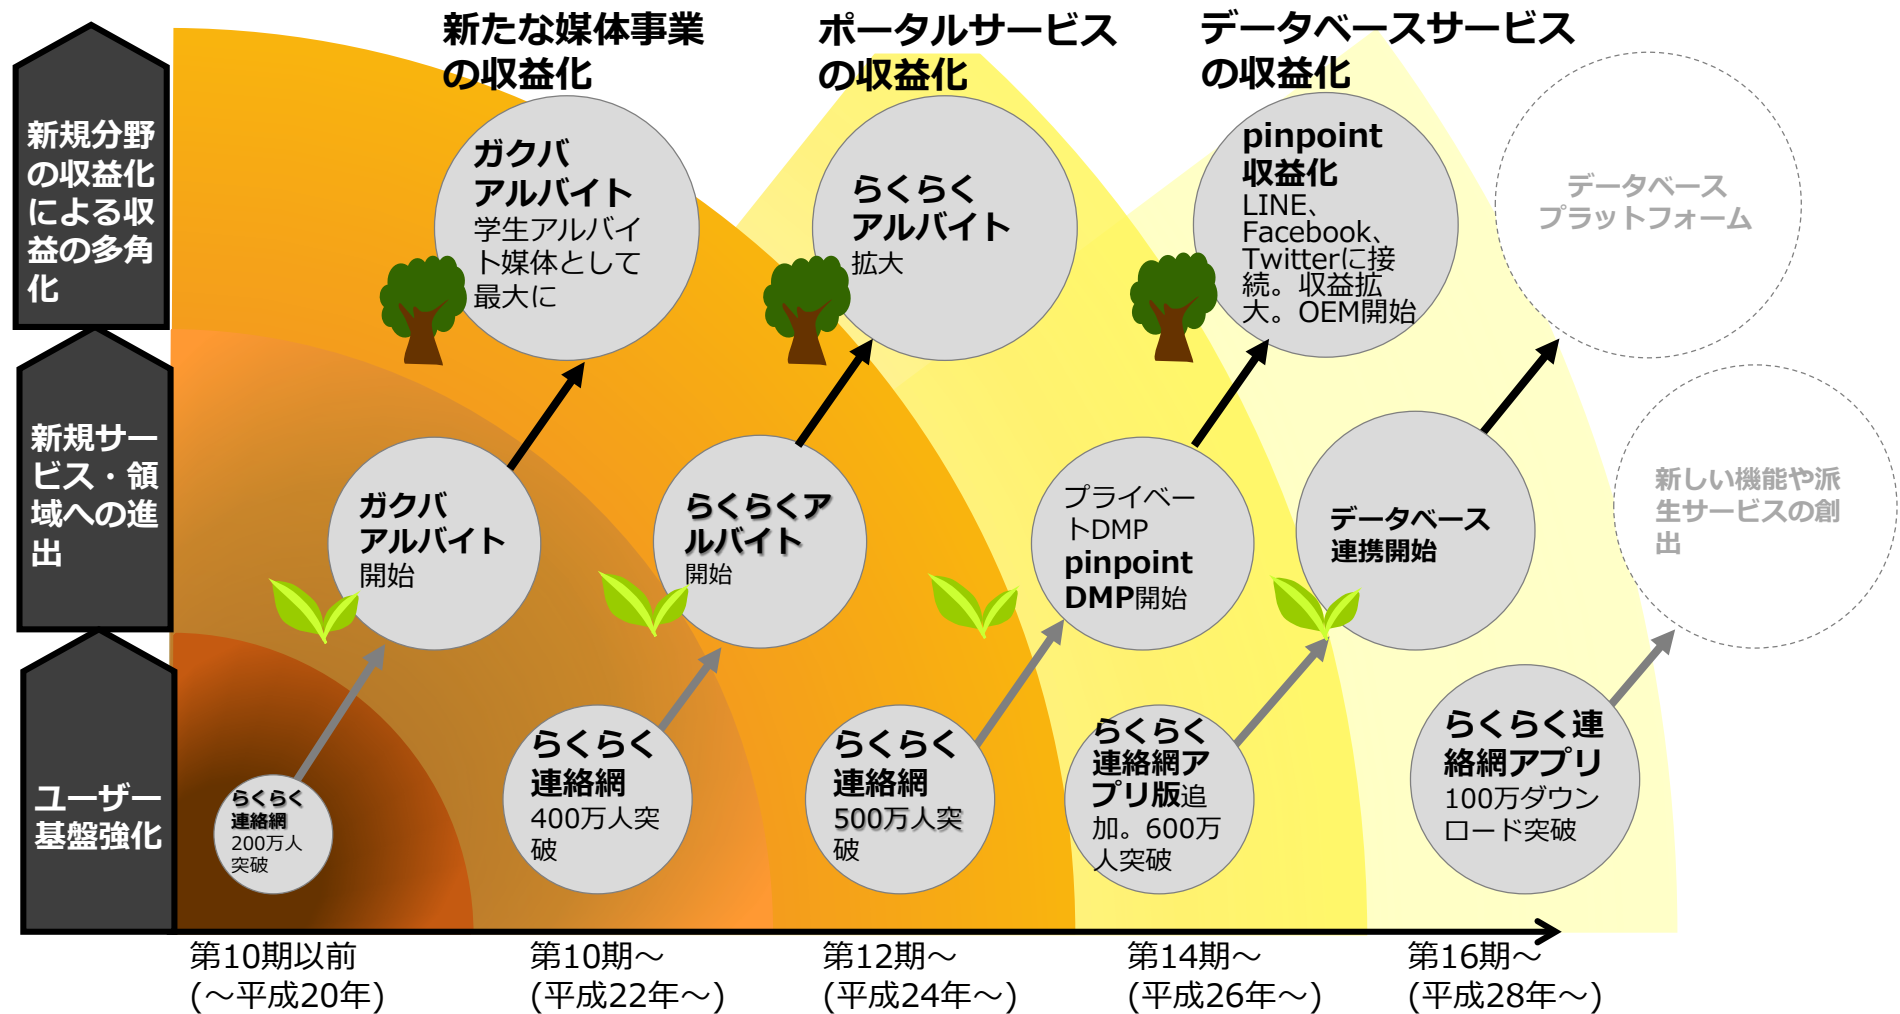 新たな媒体事業
の収益化
ポータルサービス
の収益化
データベースサービス
の収益化
新規分野
の収益化
による収
益の多角
化
ガクバ
アルバイト
学生アルバイ
ト媒体として
最大に
らくらく
アルバイト
拡大
pinpoint
収益化
LINE、
Facebook、
Twitterに接
続。収益拡
大。OEM開始
データベース
プラットフォーム
新規サー
ビス・領
域への進
出
ガクバ
アルバイト
開始
らくらくア
ルバイト
開始
プライベー
トDMP
pinpoint
DMP開始
データベース
連携開始
新しい機能や派
生サービスの創
出
ユーザー
基盤強化
らくらく
連絡網
200万人
突破
らくらく
連絡網
400万人突
破
らくらく
連絡網
500万人突
破
らくらく
連絡網ア
プリ版追
加。600万
人突破
らくらく連
絡網アプリ
100万ダウン
ロード突破
第10期以前
(～平成20年)
第10期～
(平成22年～)
第12期～
(平成24年～)
第14期～
(平成26年～)
第16期～
(平成28年～)